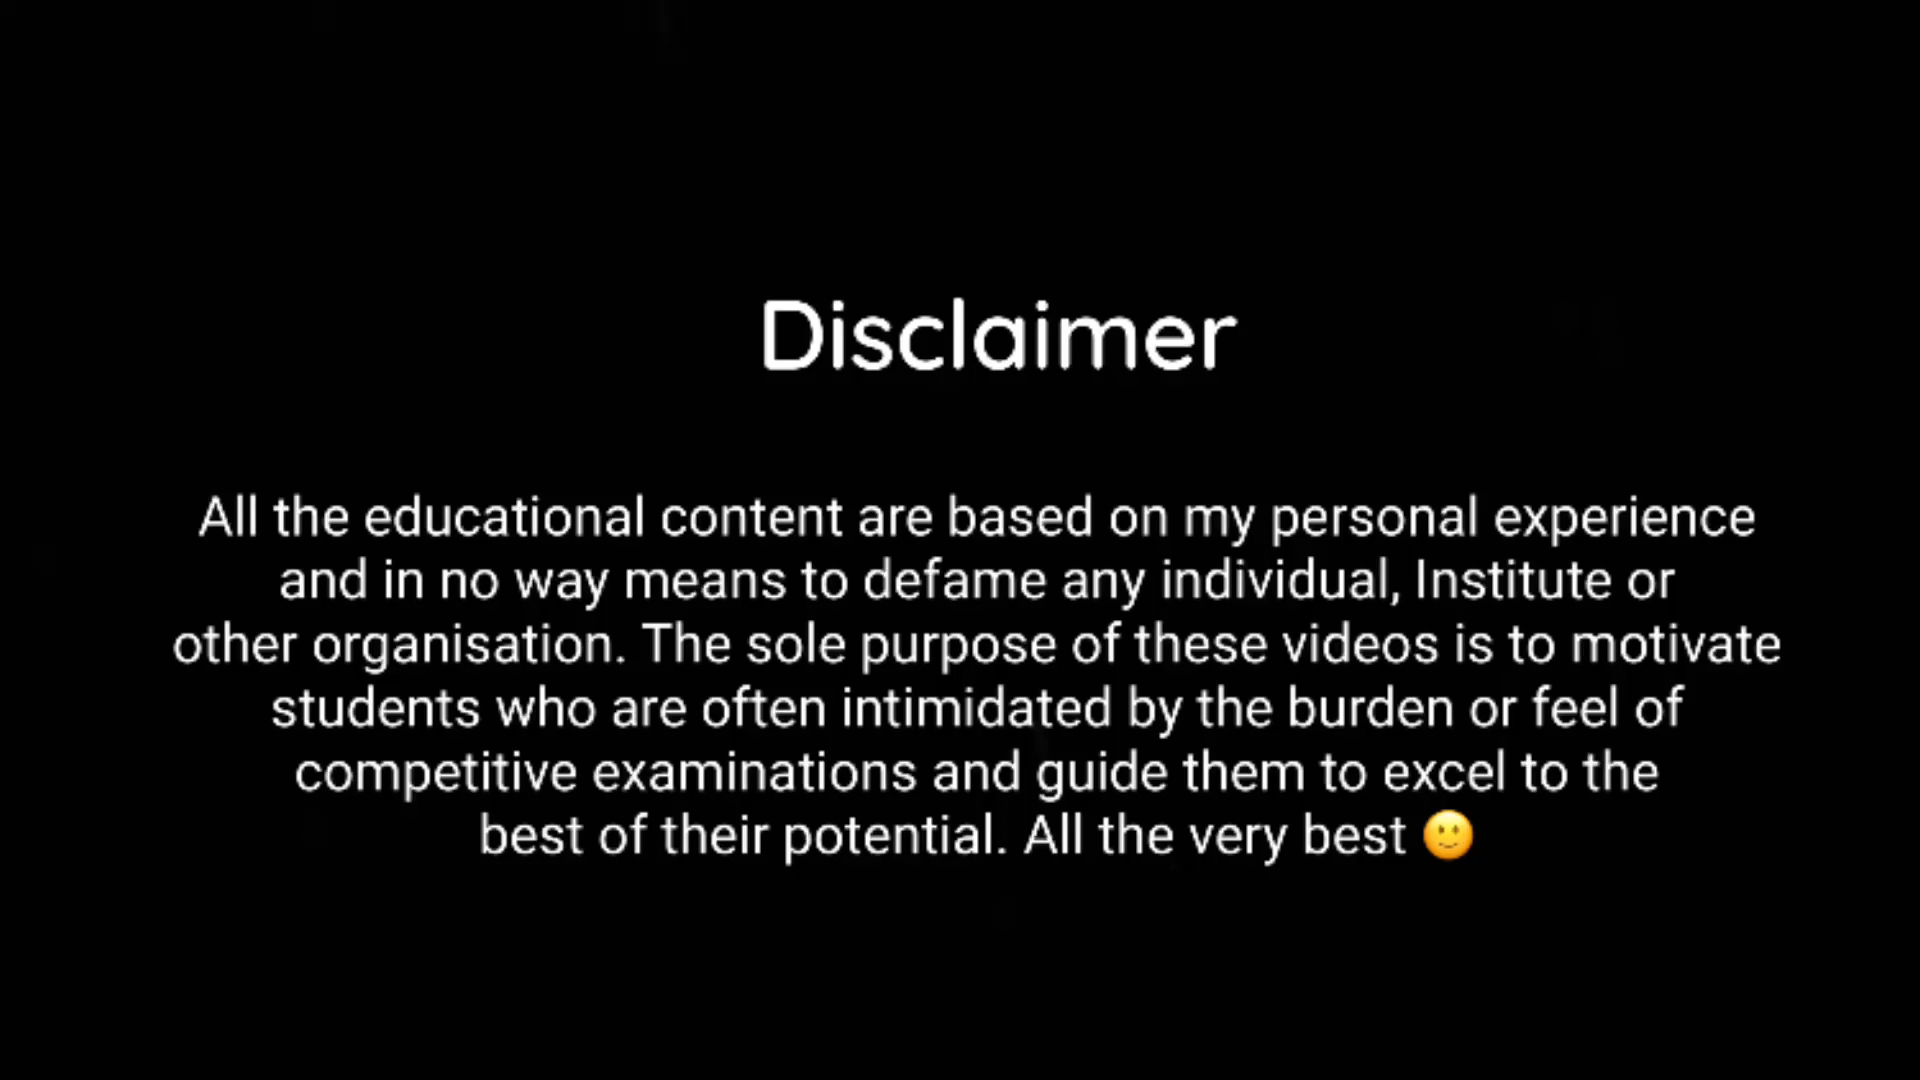 Disclaimer
All the educational content are based on my personal experience
and in no way means to defame any individual, Institute or
other organisation. The sole purpose of these videos is to motivate
students who are often intimidated by the burden or feel of
competitive examinations and guide them to excel to the
best of their potential. All the very best 🙂